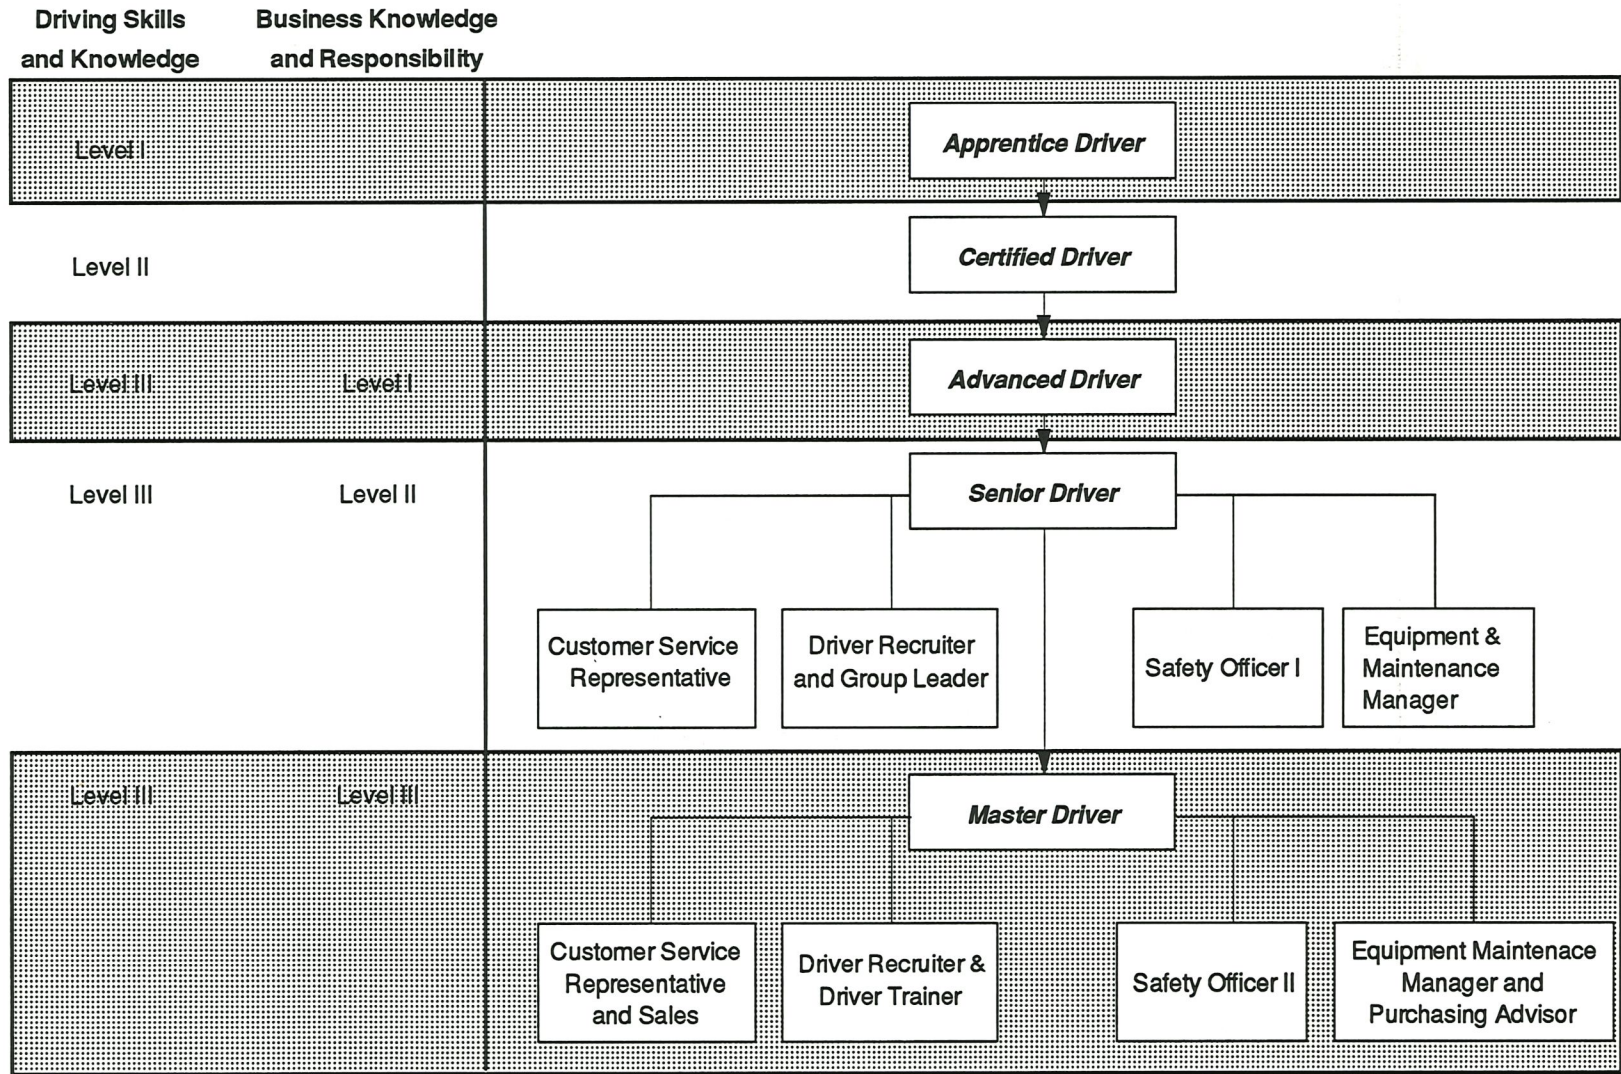 Driving Skills
and Knowledge
Business Knowledge
and Responsibility
Level I
Apprentice Driver
Level II
Certified Driver
Level III
Level I
Advanced Driver
Level III
Level II
Senior Driver
Customer Service
Representative
Driver Recruiter
and Group Leader
Safety Officer I
Equipment &
Maintenance
Manager
Level III
Level III
Master Driver
Customer Service
Representative
and Sales
Driver Recruiter &
Driver Trainer
Safety Officer II
Equipment Maintenace
Manager and
Purchasing Advisor